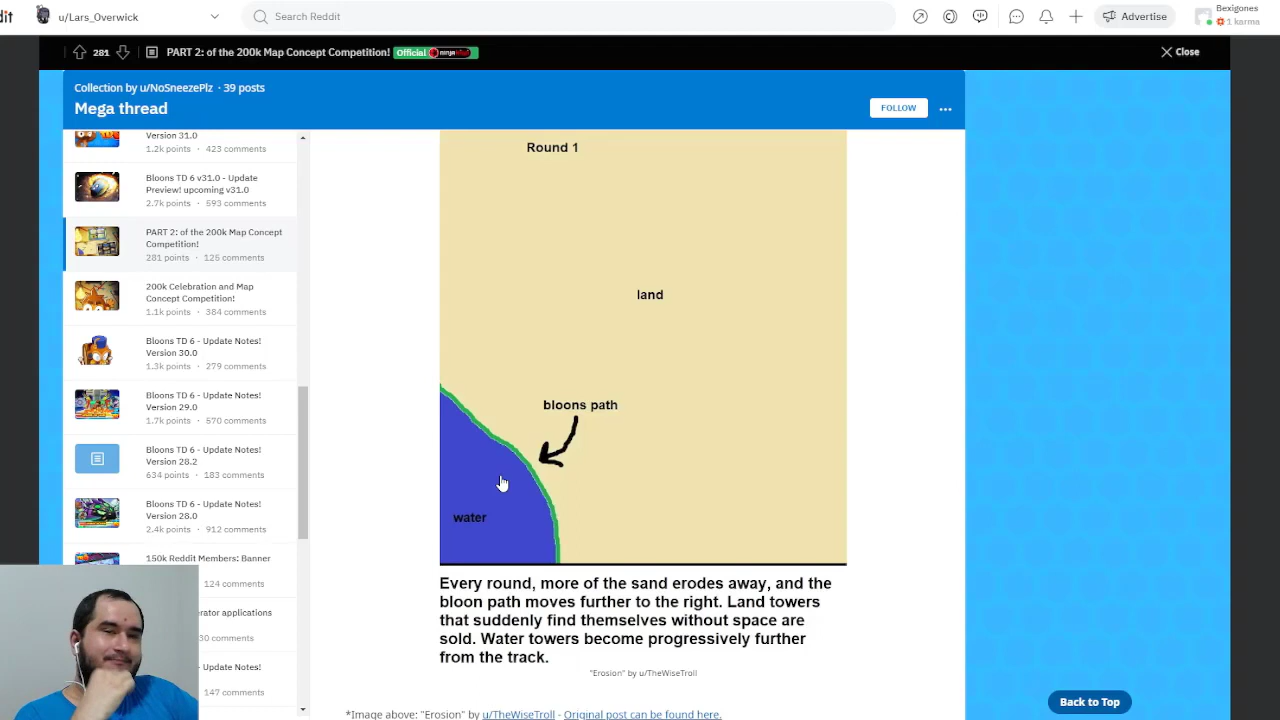 it
u/Lars_Overwick
Search Reddit
Advertise
Bexigones
1 karma
281
PART 2: of the 200k Map Concept Competition!
Official
Close
Collection by u/NoSneezePlz · 39 posts
Mega thread
FOLLOW
Version 31.0
1.2k points · 423 comments
Bloons TD 6 v31.0 - Update
Preview! upcoming v31.0
2.7k points · 593 comments
PART 2: of the 200k Map Concept
Competition!
281 points · 125 comments
200k Celebration and Map
Concept Competition!
1.1k points · 384 comments
Bloons TD 6 - Update Notes!
Version 30.0
1.3k points · 279 comments
Bloons TD 6 - Update Notes!
Version 29.0
1.7k points · 570 comments
Bloons TD 6 - Update Notes!
Version 28.2
634 points · 183 comments
Bloons TD 6 - Update Notes!
Version 28.0
2.4k points · 912 comments
150k Reddit Members: Banner
124 comments
erator applications
30 comments
- Update Notes!
147 comments
Round 1
land
bloons path
water
Every round, more of the sand erodes away, and the
bloon path moves further to the right. Land towers
that suddenly find themselves without space are
sold. Water towers become progressively further
from the track.
"Erosion" by u/TheWiseTroll
*Image above: "Erosion" by u/TheWiseTroll - Original post can be found here.
Back to Top